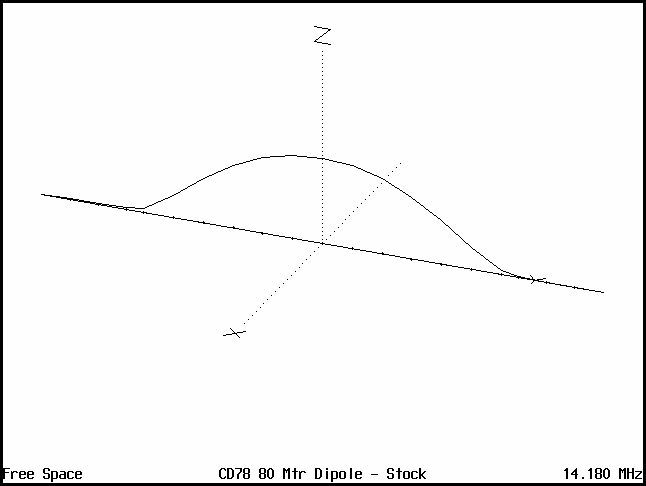 Z
X
Y
Free Space
CD78 80 Mtr Dipole - Stock
14.180 MHz